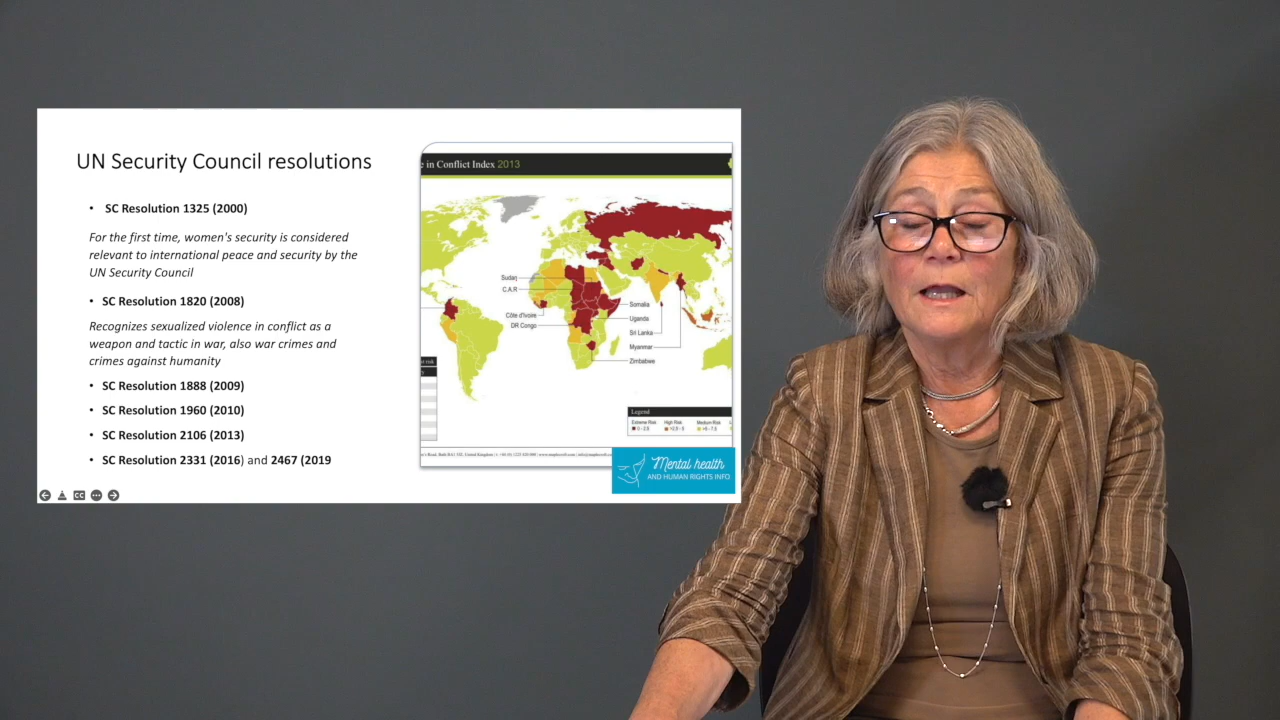 UN Security Council resolutions
• SC Resolution 1325 (2000)
For the first time, women's security is considered
relevant to international peace and security by the
UN Security Council
• SC Resolution 1820 (2008)
Recognizes sexualized violence in conflict as a
weapon and tactic in war, also war crimes and
crimes against humanity
• SC Resolution 1888 (2009)
• SC Resolution 1960 (2010)
• SC Resolution 2106 (2013)
• SC Resolution 2331 (2016) and 2467 (2019
CC
e in Conflict Index 2013
Sudan
C.A.R
Côte d'Ivoire
DR Congo
Somalia
Uganda
Sri Lanka
Myanmar
Zimbabwe
Legend
Extreme Risk High Risk Medium Risk
Mental health
AND HUMAN RIGHTS INFO